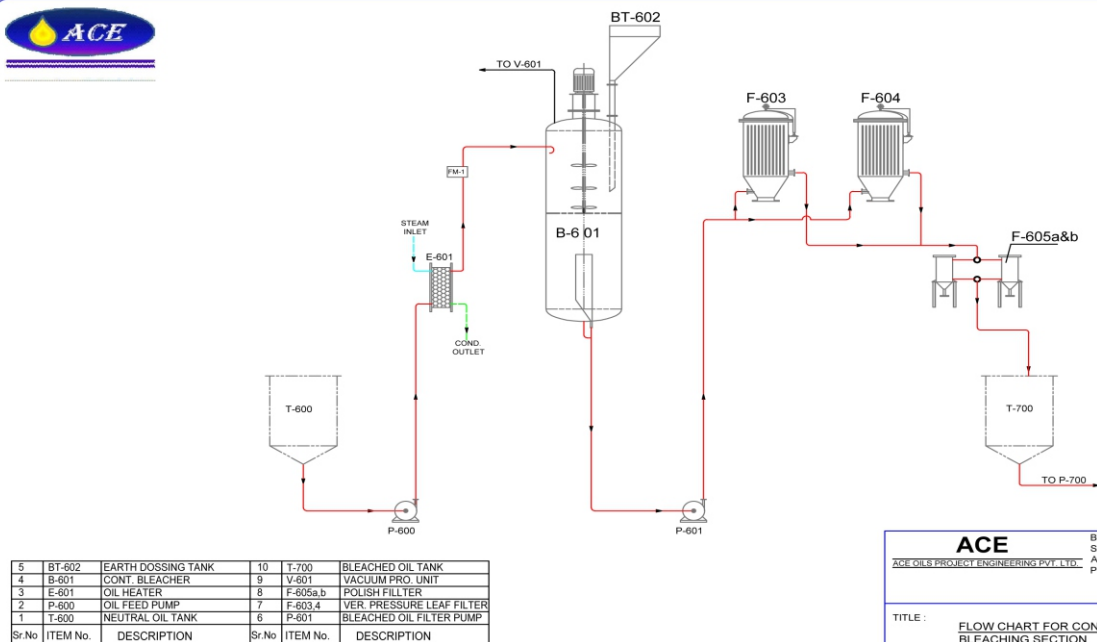 ACE
BT-602
TO V-601
F-603
F-604
FM-1
STEAM
INLET
E-601
B-6 01
F-605a&b
COND.
OUTLET
T-600
T-700
TO P-700
P-600
P-601
5 BT-602 EARTH DOSSING TANK 10 T-700 BLEACHED OIL TANK
4 B-601 CONT. BLEACHER 9 V-601 VACUUM PRO. UNIT
3 E-601 OIL HEATER 8 F-605a,b POLISH FILLTER
2 P-600 OIL FEED PUMP 7 F-603,4 VER. PRESSURE LEAF FILTER
1 T-600 NEUTRAL OIL TANK 6 P-601 BLEACHED OIL FILTER PUMP
Sr.No ITEM No. DESCRIPTION Sr.No ITEM No. DESCRIPTION
ACE
ACE OILS PROJECT ENGINEERING PVT. LTD.
B
S
A
P
TITLE :
FLOW CHART FOR CON
BLEACHING SECTION